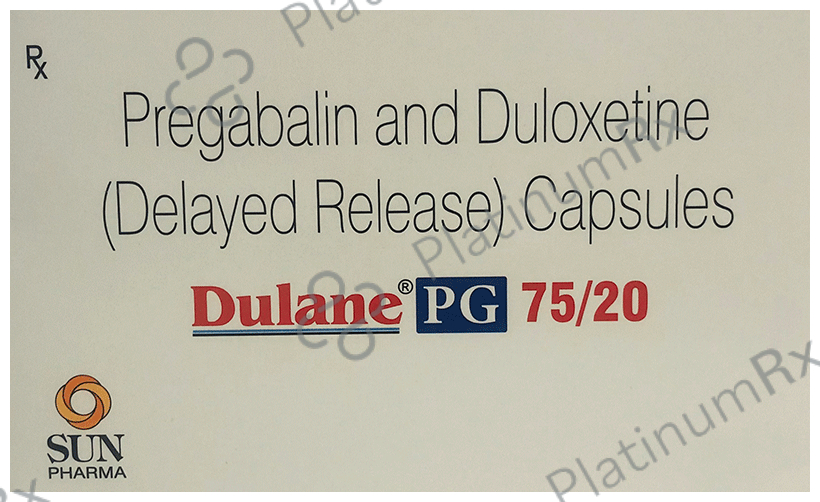 Rx
Pregabalin and Duloxetine
(Delayed Release) Capsules
Dulane® PG 75/20
SUN
PHARMA
PlatinumRx
PlatinumRx
PlatinumRx